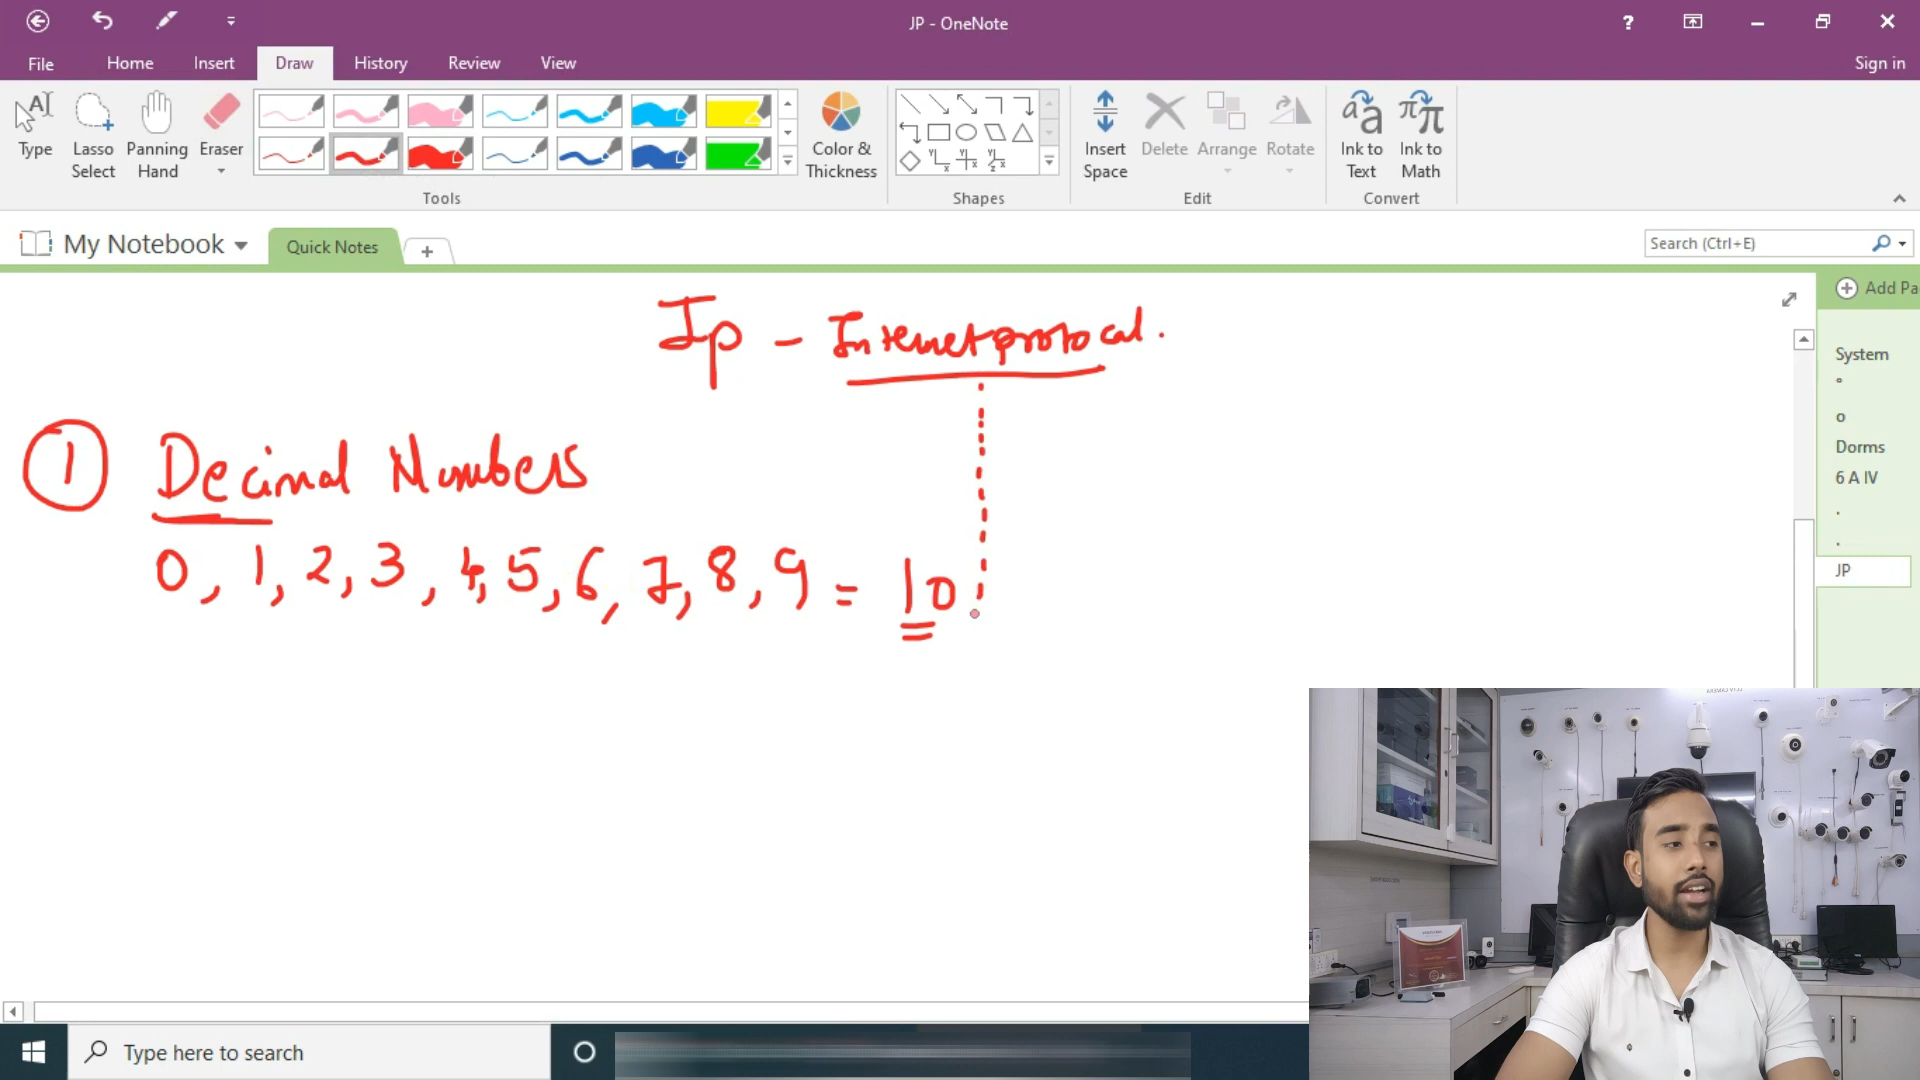 JP - OneNote
File Home Insert Draw History Review View Sign in
Type
Lasso Select
Panning Hand
Eraser
Color & Thickness
Insert Space
Delete
Arrange
Rotate
Ink to Text
Ink to Math
Tools Shapes Edit Convert
My Notebook Quick Notes Search (Ctrl+E)
Add Pa
Ip - Internet protocal.
System
o
Dorms
6 A IV
JP
1 Decimal Numbers
0, 1, 2, 3, 4, 5, 6, 7, 8, 9 = 10
Type here to search